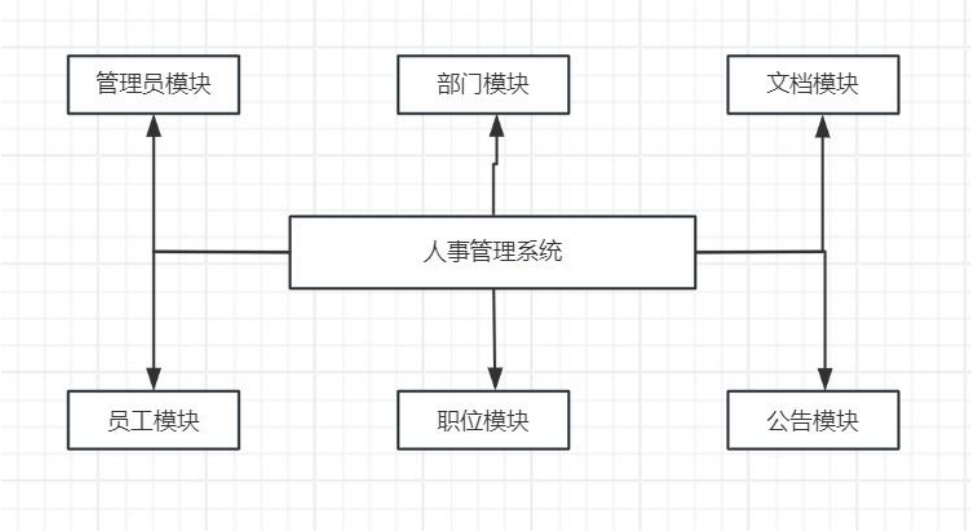 管理员模块
部门模块
文档模块
人事管理系统
员工模块
职位模块
公告模块